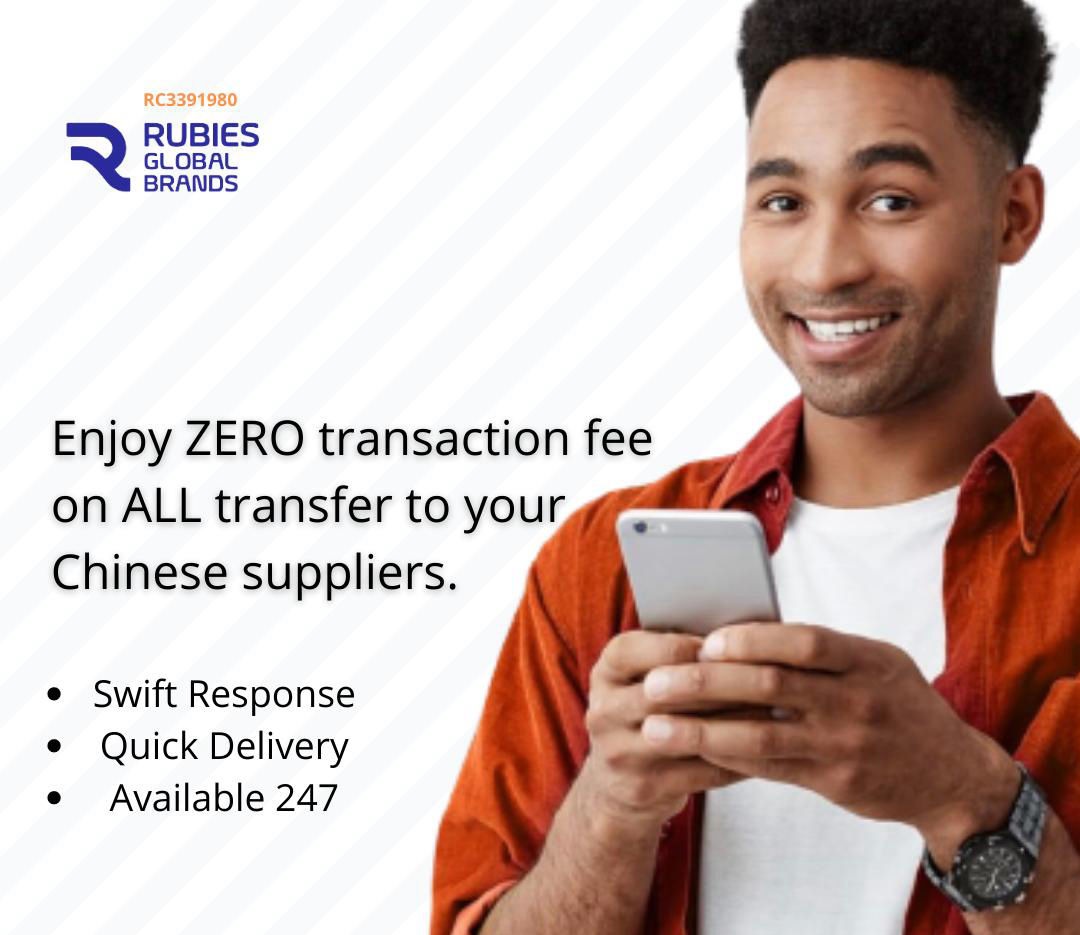 RC3391980
RUBIES
GLOBAL
BRANDS
Enjoy ZERO transaction fee
on ALL transfer to your
Chinese suppliers.
• Swift Response
• Quick Delivery
• Available 247